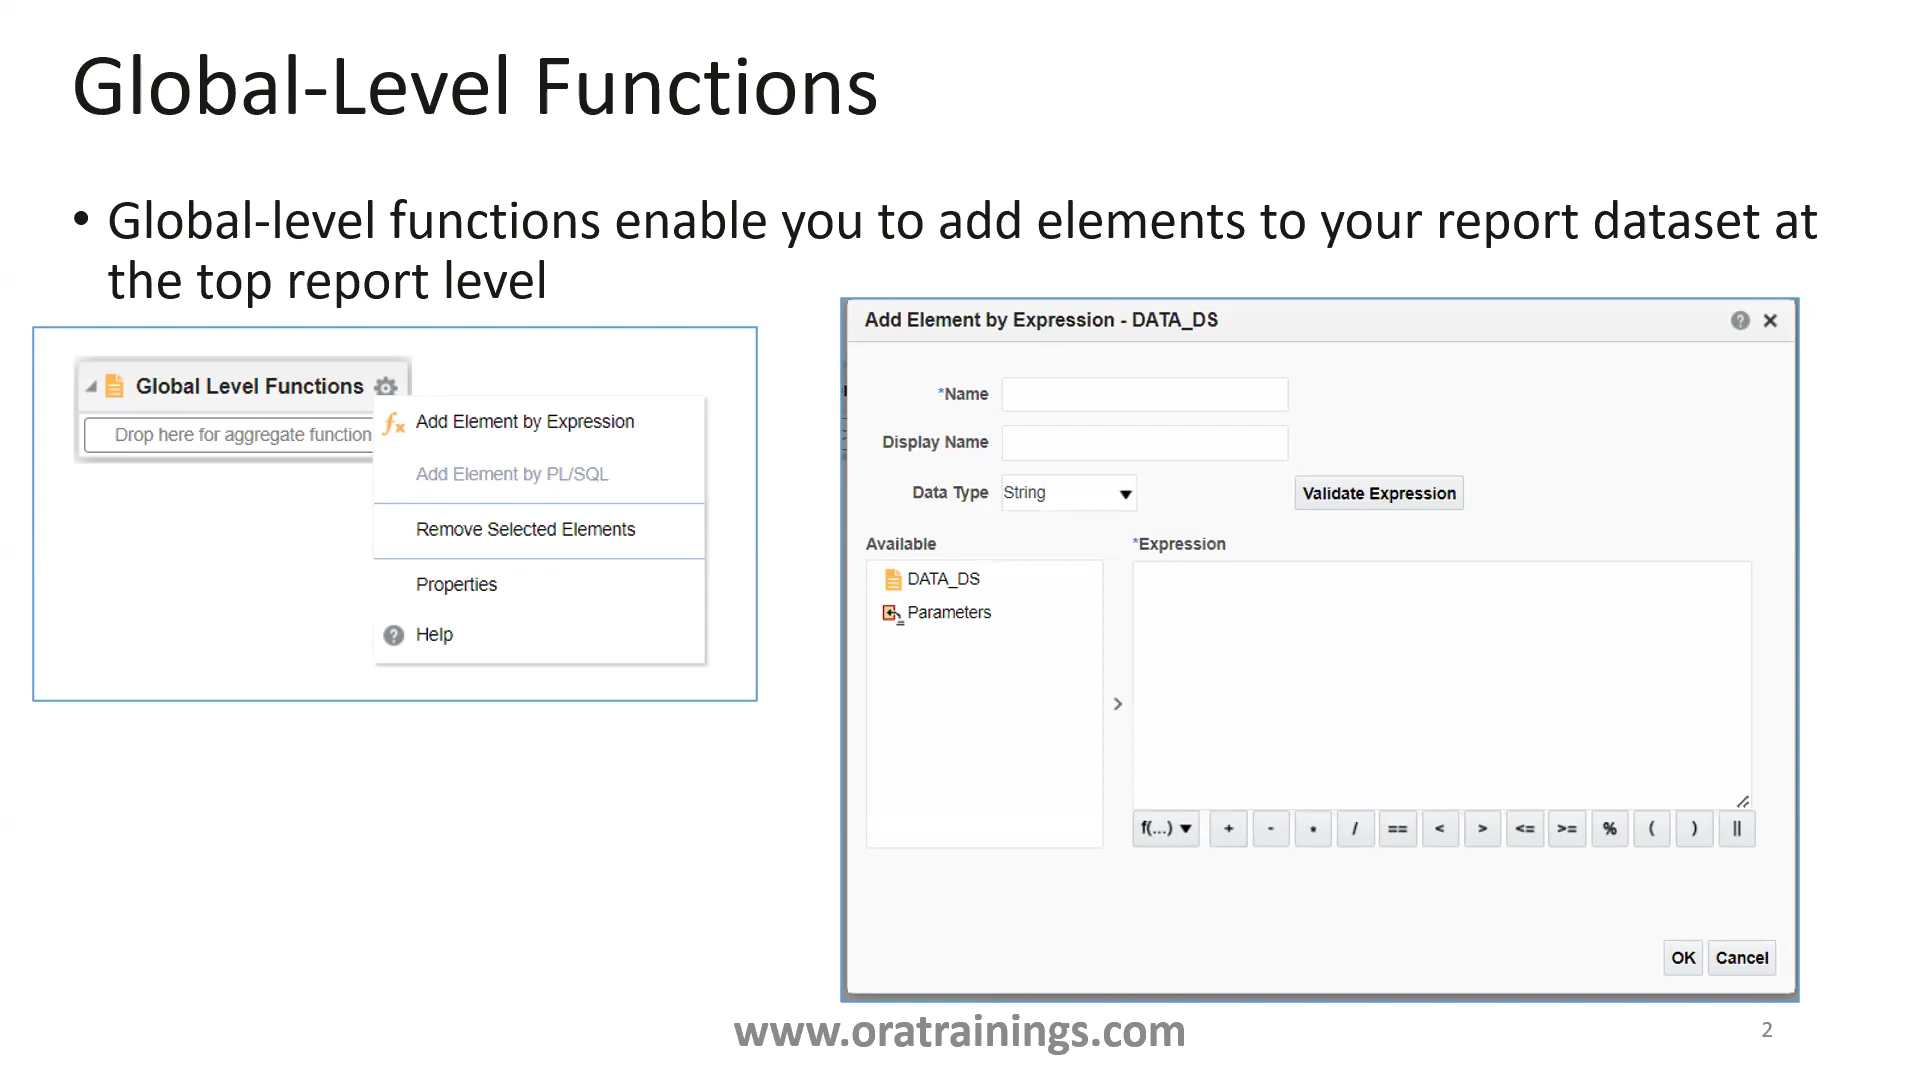 Global-Level Functions
• Global-level functions enable you to add elements to your report dataset at
the top report level
Global Level Functions
Drop here for aggregate function
Add Element by Expression
Add Element by PL/SQL
Remove Selected Elements
Properties
Help
Add Element by Expression - DATA_DS
*Name
Display Name
Data Type String
Validate Expression
Available
*Expression
DATA_DS
Parameters
f(...) + - * / == < > <= >= % ( ) ||
OK Cancel
www.oratrainings.com
2